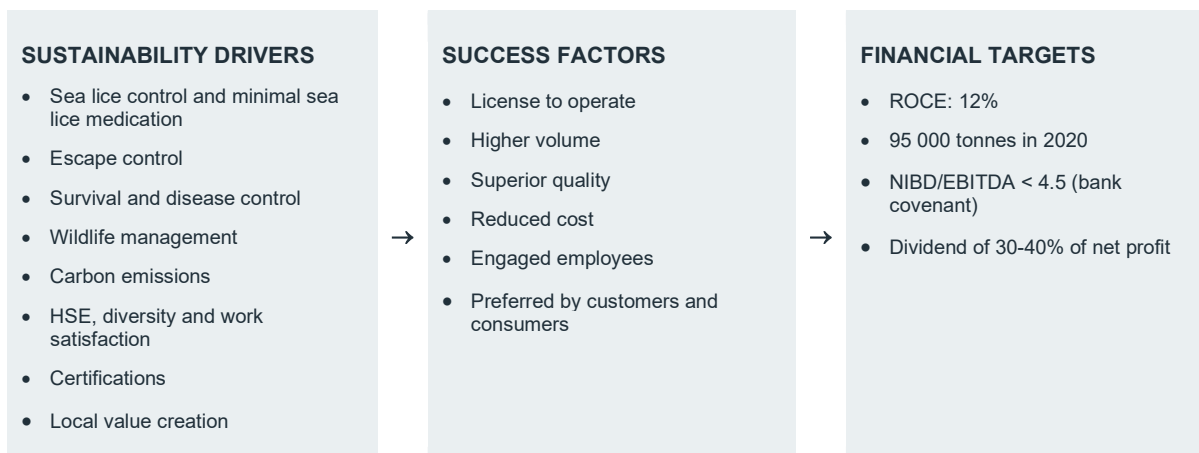 SUSTAINABILITY DRIVERS
• Sea lice control and minimal sea
lice medication
• Escape control
• Survival and disease control
• Wildlife management
• Carbon emissions
• HSE, diversity and work
satisfaction
• Certifications
• Local value creation
→
SUCCESS FACTORS
• License to operate
• Higher volume
• Superior quality
• Reduced cost
• Engaged employees
• Preferred by customers and
consumers
→
FINANCIAL TARGETS
• ROCE: 12%
• 95 000 tonnes in 2020
• NIBD/EBITDA < 4.5 (bank
covenant)
• Dividend of 30-40% of net profit